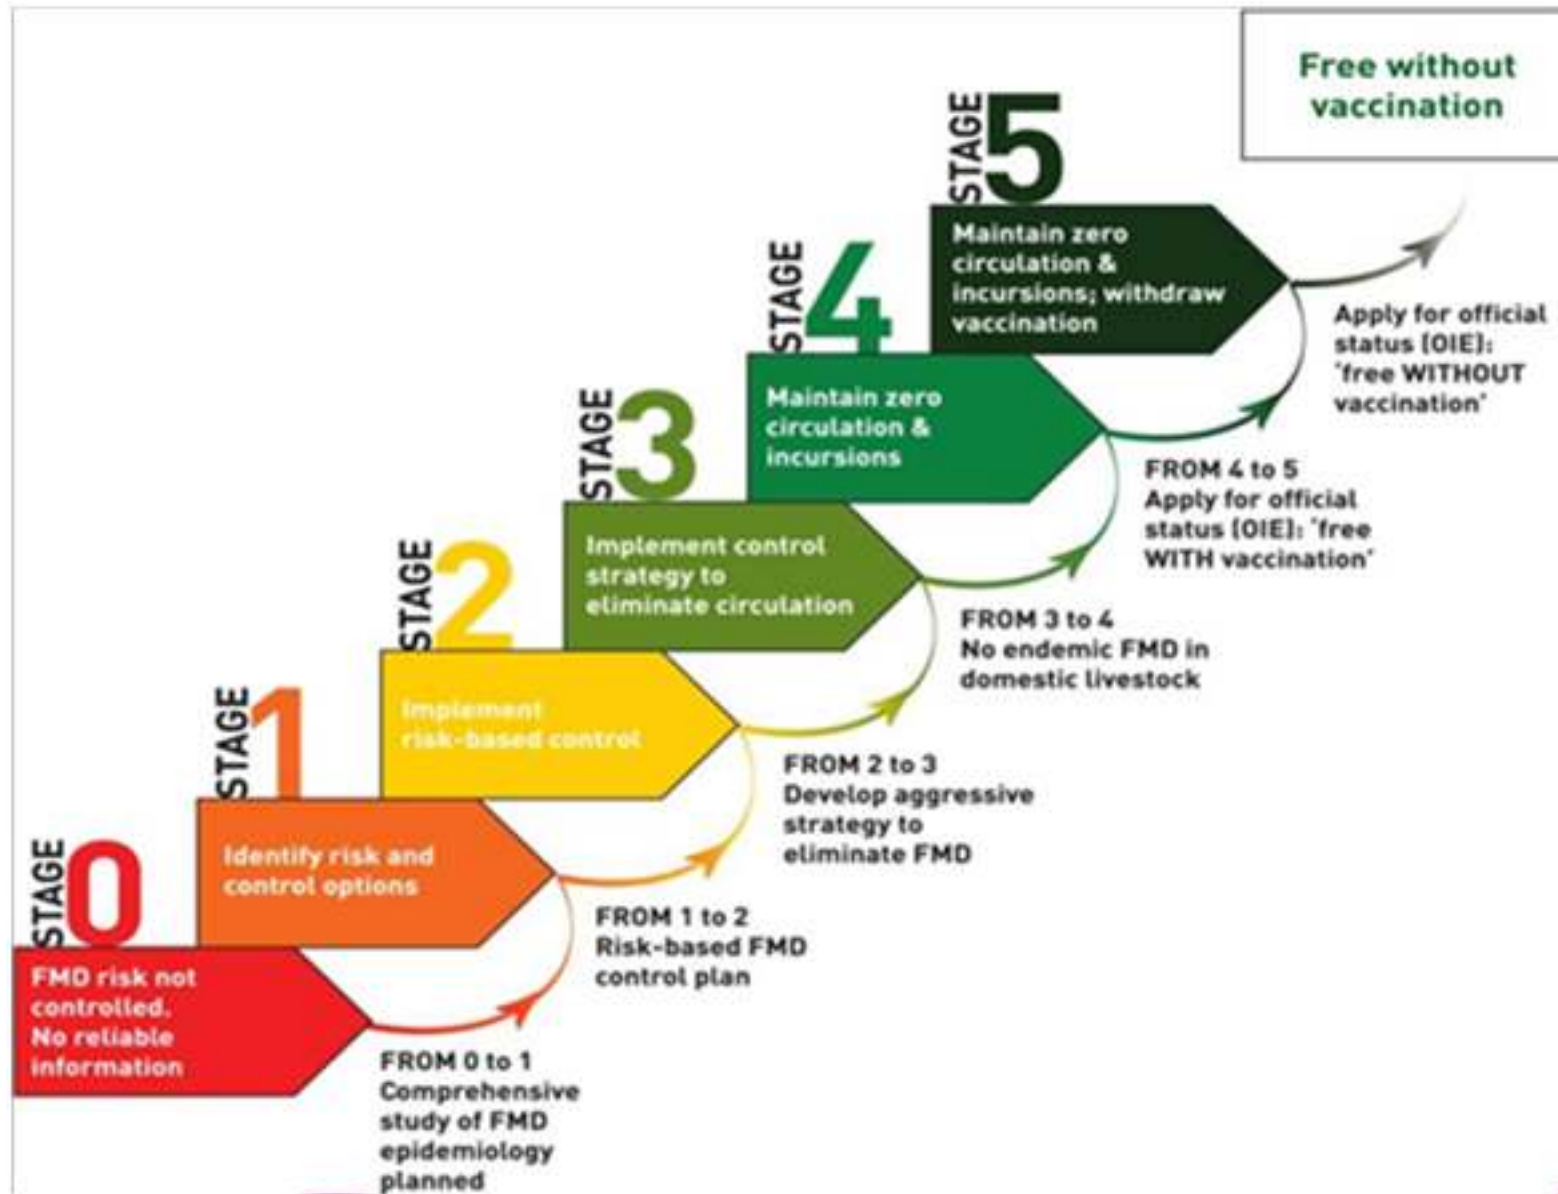 Free without
vaccination
STAGE 5
Maintain zero
circulation &
incursions; withdraw
vaccination
Apply for official
status (OIE):
'free WITHOUT
vaccination'
STAGE 4
Maintain zero
circulation &
incursions
FROM 4 to 5
Apply for official
status (OIE): 'free
WITH vaccination'
STAGE 3
Implement control
strategy to
eliminate circulation
FROM 3 to 4
No endemic FMD in
domestic livestock
STAGE 2
Implement
risk-based control
FROM 2 to 3
Develop aggressive
strategy to
eliminate FMD
STAGE 1
Identify risk and
control options
FROM 1 to 2
Risk-based FMD
control plan
STAGE 0
FMD risk not
controlled.
No reliable
information
FROM 0 to 1
Comprehensive
study of FMD
epidemiology
planned